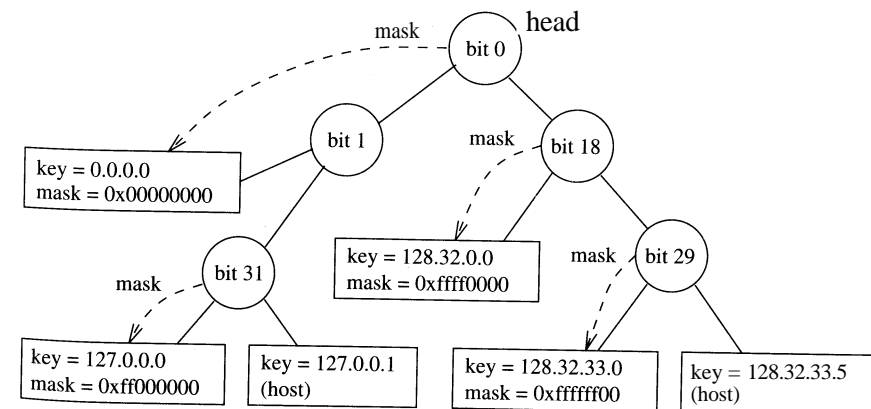 head
mask
bit 0
bit 1
mask
bit 18
key = 0.0.0.0
mask = 0x00000000
key = 128.32.0.0
mask = 0xffff0000
mask
bit 29
mask
bit 31
key = 127.0.0.0
mask = 0xff000000
key = 127.0.0.1
(host)
key = 128.32.33.0
mask = 0xffffff00
key = 128.32.33.5
(host)